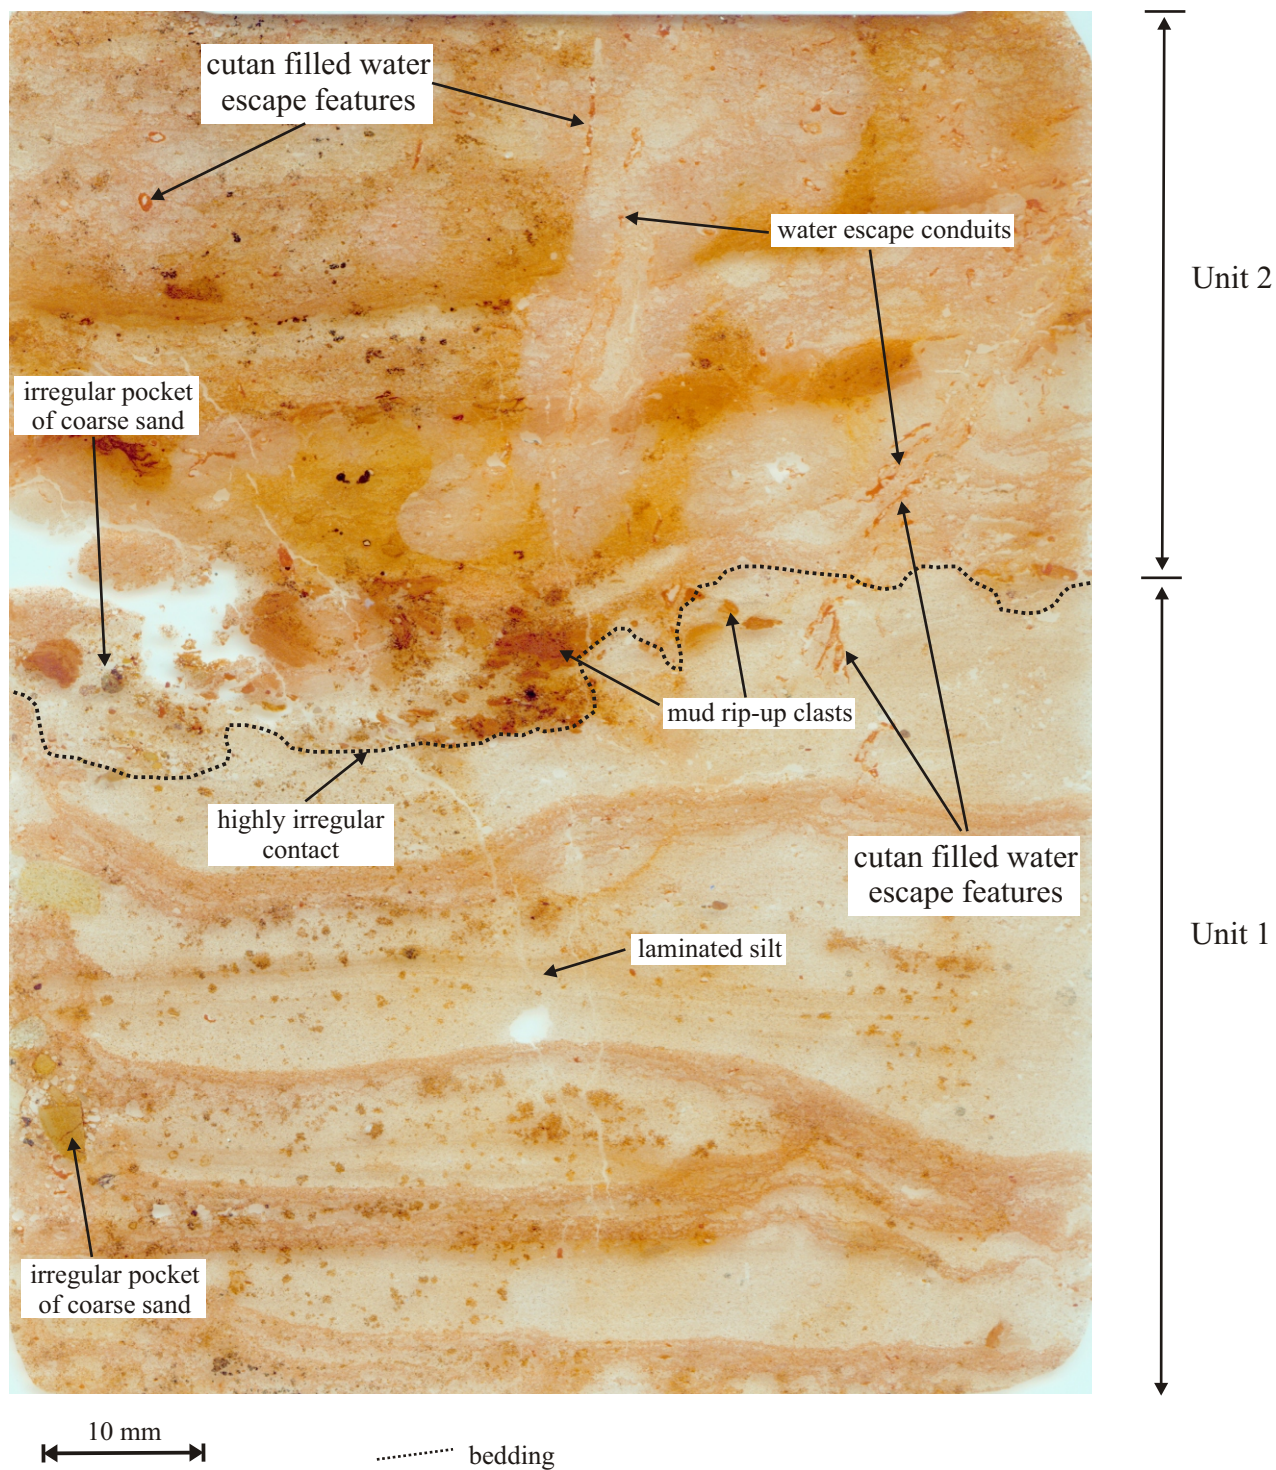 cutan filled water
escape features
water escape conduits
Unit 2
irregular pocket
of coarse sand
mud rip-up clasts
highly irregular
contact
cutan filled water
escape features
laminated silt
Unit 1
irregular pocket
of coarse sand
10 mm
bedding